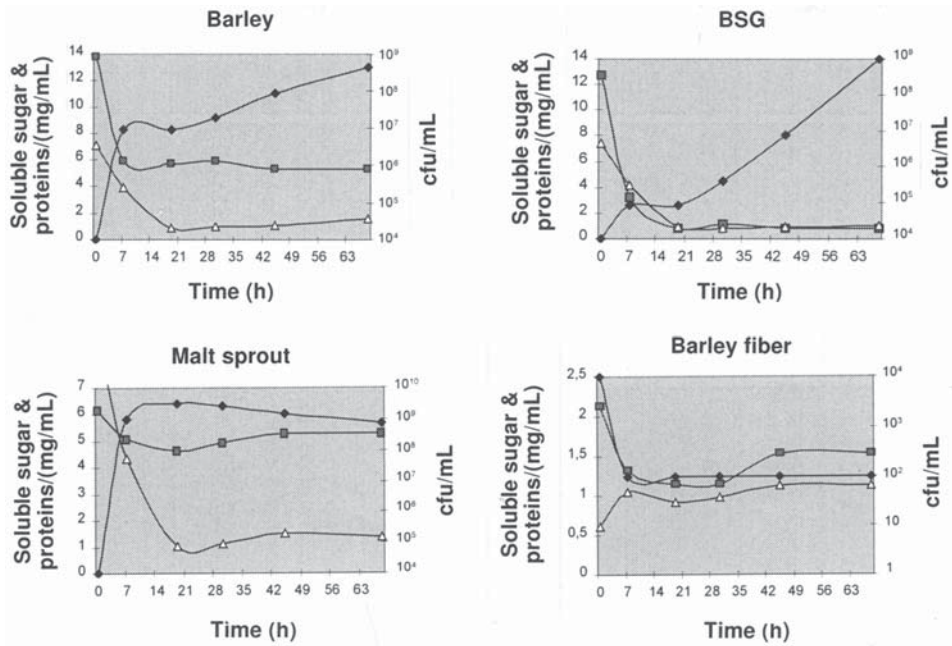 Barley
Soluble sugar &
proteins/(mg/mL)
14
12
10
8
6
4
2
0
10⁹
10⁸
10⁷
10⁶
10⁵
10⁴
cfu/mL
0 7 14 21 28 35 42 49 56 63
Time (h)
BSG
Soluble sugar &
proteins/(mg/mL)
14
12
10
8
6
4
2
0
10⁹
10⁸
10⁷
10⁶
10⁵
10⁴
cfu/mL
0 7 14 21 28 35 42 49 56 63
Time (h)
Malt sprout
Soluble sugar &
proteins/(mg/mL)
7
6
5
4
3
2
1
0
10¹⁰
10⁹
10⁸
10⁷
10⁶
10⁵
10⁴
cfu/mL
0 7 14 21 28 35 42 49 56 63
Time (h)
Barley fiber
Soluble sugar &
proteins/(mg/mL)
2,5
2
1,5
1
0,5
0
10⁴
10³
10²
10
1
cfu/mL
0 7 14 21 28 35 42 49 56 63
Time (h)